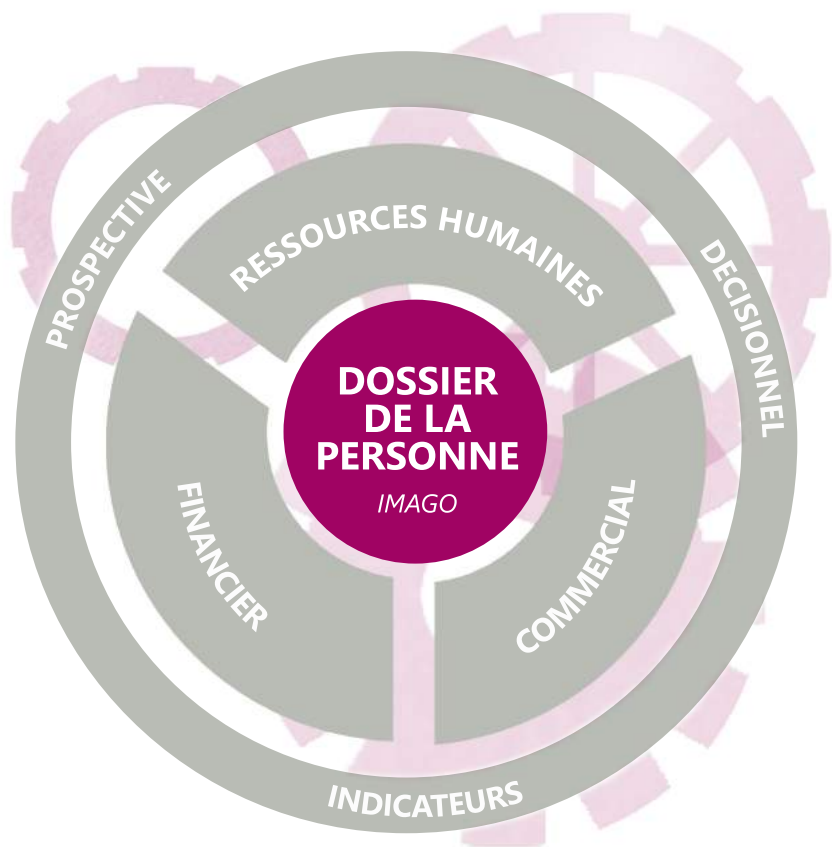 PROSPECTIVE
DECISIONNEL
RESSOURCES HUMAINES
DOSSIER
DE LA
PERSONNE
IMAGO
FINANCIER
COMMERCIAL
INDICATEURS